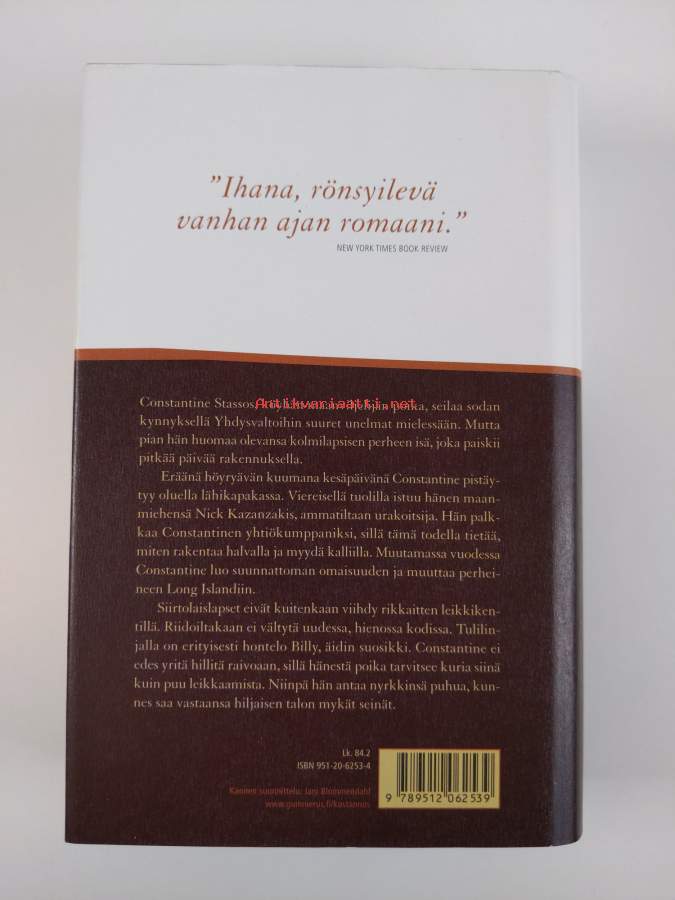 "Ihana, rönsyilevä
vanhan ajan romaani."
NEW YORK TIMES BOOK REVIEW
Constantine Stassos, poika, seilaa sodan
Antikvariaatti.net
kynnyksellä Yhdysvaltoihin suuret unelmat mielessään. Mutta
pian hän huomaa olevansa kolmilapsisen perheen isä, joka paiskii
pitkää päivää rakennuksella.
Eräänä höyryävän kuumana kesäpäivänä Constantine pistäy-
tyy oluella lähikapakassa. Viereisellä tuolilla istuu hänen maan-
miehensä Nick Kazanzakis, ammatiltaan urakoitsija. Hän palk-
kaa Constantinen yhtiökumppaniksi, sillä tämä todella tietää,
miten rakentaa halvalla ja myydä kalliilla. Muutamassa vuodessa
Constantine luo suunnattoman omaisuuden ja muuttaa perhei-
neen Long Islandiin.
Siirtolaislapset eivät kuitenkaan viihdy rikkaitten leikkiken-
tillä. Riidoiltakaan ei vältytä uudessa, hienossa kodissa. Tulilin-
jalla on erityisesti hontelo Billy, äidin suosikki. Constantine ei
edes yritä hillitä raivoaan, sillä hänestä poika tarvitsee kuria siinä
kuin puu leikkaamista. Niinpä hän antaa nyrkkinsä puhua, kun-
nes saa vastaansa hiljaisen talon mykät seinät.
Lk. 84.2
ISBN 951-20-6253-4
9 789512 062539
Kannen suunnittelu: Jarj Bloomendahl
www.gummerus.fi/kustannus